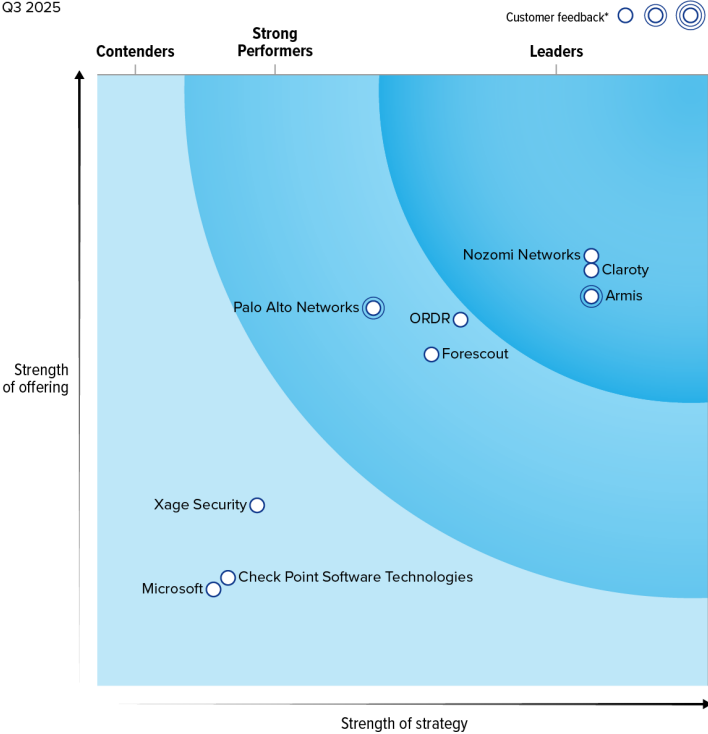 Q3 2025
Customer feedback*
Contenders
Strong
Performers
Leaders
Nozomi Networks
Claroty
Armis
Palo Alto Networks
ORDR
Forescout
Strength
of offering
Xage Security
Check Point Software Technologies
Microsoft
Strength of strategy